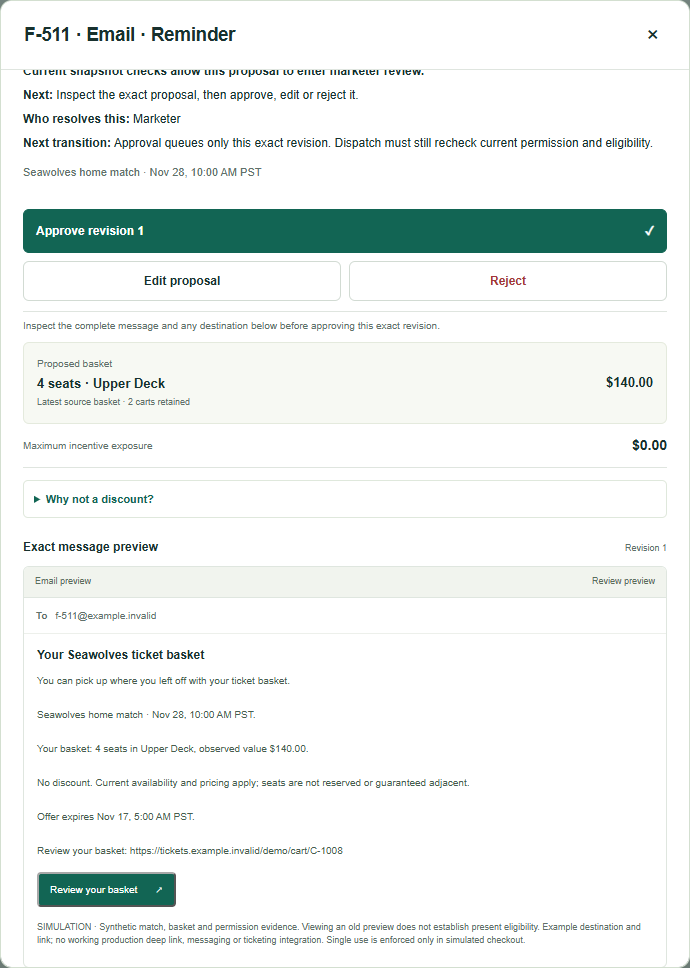 F-511 · Email · Reminder
×
Current snapshot checks allow this proposal to enter marketer review.
Next: Inspect the exact proposal, then approve, edit or reject it.
Who resolves this: Marketer
Next transition: Approval queues only this exact revision. Dispatch must still recheck current permission and eligibility.
Seawolves home match · Nov 28, 10:00 AM PST
Approve revision 1 ✓
Edit proposal
Reject
Inspect the complete message and any destination below before approving this exact revision.
Proposed basket
4 seats · Upper Deck
$140.00
Latest source basket · 2 carts retained
Maximum incentive exposure
$0.00
▶ Why not a discount?
Exact message preview
Revision 1
Email preview
Review preview
To f-511@example.invalid
Your Seawolves ticket basket
You can pick up where you left off with your ticket basket.
Seawolves home match · Nov 28, 10:00 AM PST.
Your basket: 4 seats in Upper Deck, observed value $140.00.
No discount. Current availability and pricing apply; seats are not reserved or guaranteed adjacent.
Offer expires Nov 17, 5:00 AM PST.
Review your basket: https://tickets.example.invalid/demo/cart/C-1008
Review your basket ↗
SIMULATION · Synthetic match, basket and permission evidence. Viewing an old preview does not establish present eligibility. Example destination and
link; no working production deep link, messaging or ticketing integration. Single use is enforced only in simulated checkout.